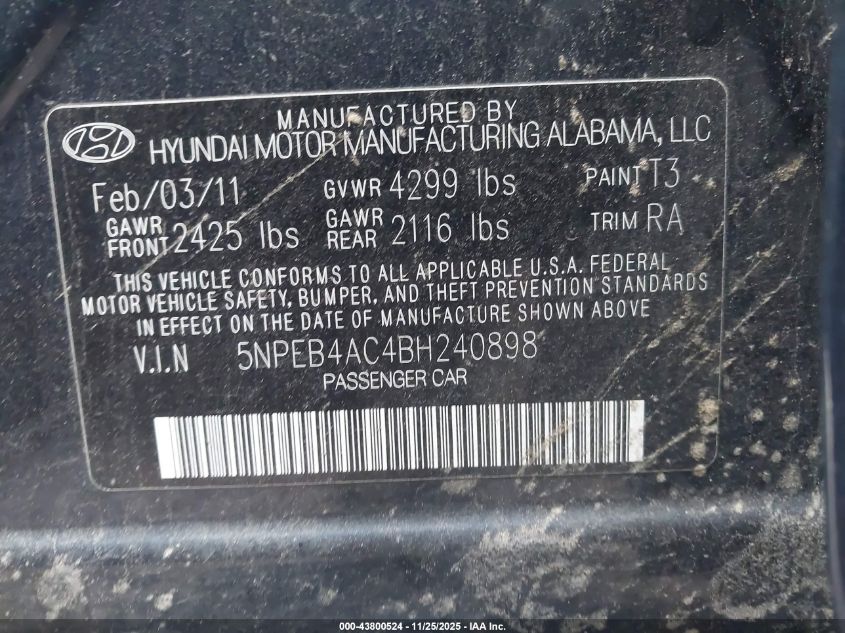 MANUFACTURED BY
HYUNDAI MOTOR MANUFACTURING ALABAMA, LLC
Feb/03/11 GVWR 4299 lbs PAINT T3
GAWR FRONT 2425 lbs GAWR REAR 2116 lbs TRIM RA
THIS VEHICLE CONFORMS TO ALL APPLICABLE U.S.A. FEDERAL
MOTOR VEHICLE SAFETY, BUMPER, AND THEFT PREVENTION STANDARDS
IN EFFECT ON THE DATE OF MANUFACTURE SHOWN ABOVE
V.I.N 5NPEB4AC4BH240898
PASSENGER CAR
000-43800524 - 11/25/2025 - IAA Inc.